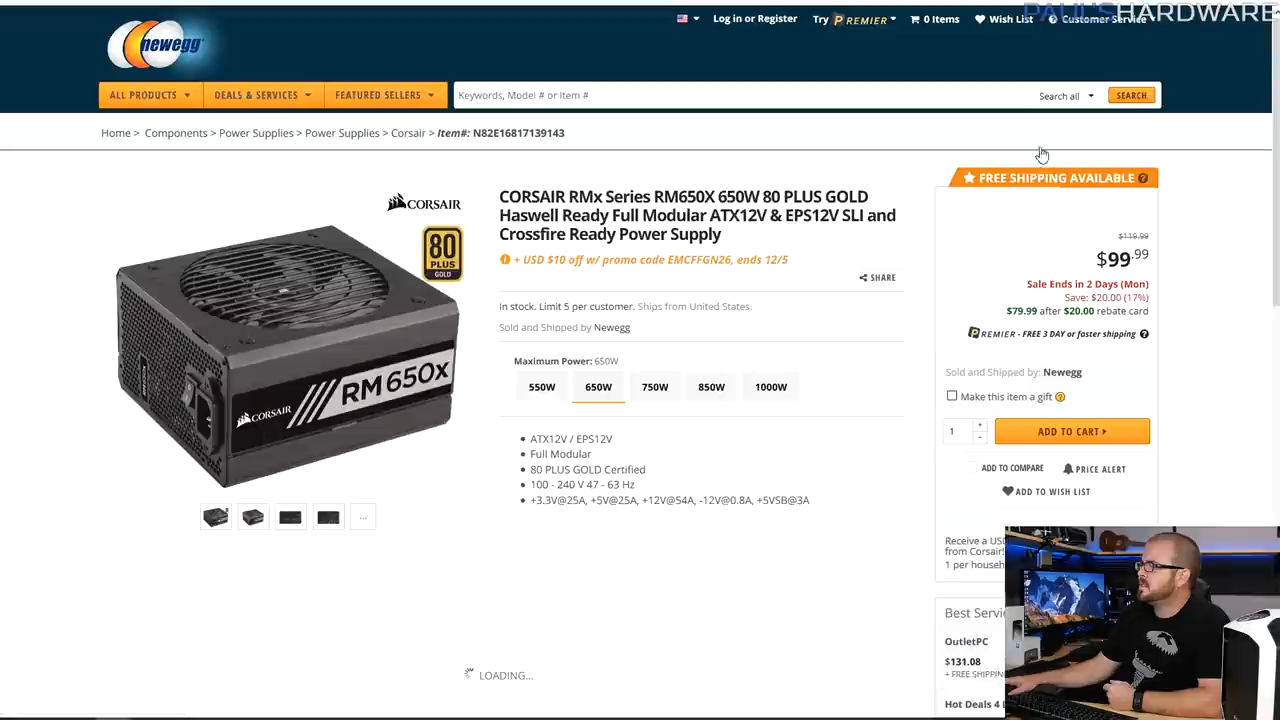 PAULSHARDWARE
Log in or Register
Try PREMIER
0 Items
Wish List
Customer Service
newegg
ALL PRODUCTS
DEALS & SERVICES
FEATURED SELLERS
Keywords, Model # or Item #
Search all
SEARCH
Home > Components > Power Supplies > Power Supplies > Corsair > Item#: N82E16817139143
FREE SHIPPING AVAILABLE ?
CORSAIR
80
PLUS
GOLD
RM650x
CORSAIR
...
CORSAIR RMx Series RM650X 650W 80 PLUS GOLD
Haswell Ready Full Modular ATX12V & EPS12V SLI and
Crossfire Ready Power Supply
+ USD $10 off w/ promo code EMCFFGN26, ends 12/5
SHARE
In stock. Limit 5 per customer. Ships from United States.
Sold and Shipped by Newegg
Maximum Power: 650W
550W
650W
750W
850W
1000W
• ATX12V / EPS12V
• Full Modular
• 80 PLUS GOLD Certified
• 100 - 240 V 47 - 63 Hz
• +3.3V@25A, +5V@25A, +12V@54A, -12V@0.8A, +5VSB@3A
LOADING...
$119.99
$99.99
Sale Ends in 2 Days (Mon)
Save: $20.00 (17%)
$79.99 after $20.00 rebate card
PREMIER - FREE 3 DAY or faster shipping ?
Sold and Shipped by: Newegg
Make this item a gift
1
+
-
ADD TO CART
ADD TO COMPARE
PRICE ALERT
ADD TO WISH LIST
Receive a
from Corsair!
1 per
Best
OutletPC
$131.08
+ FREE SHIPPING
Hot Deals 4